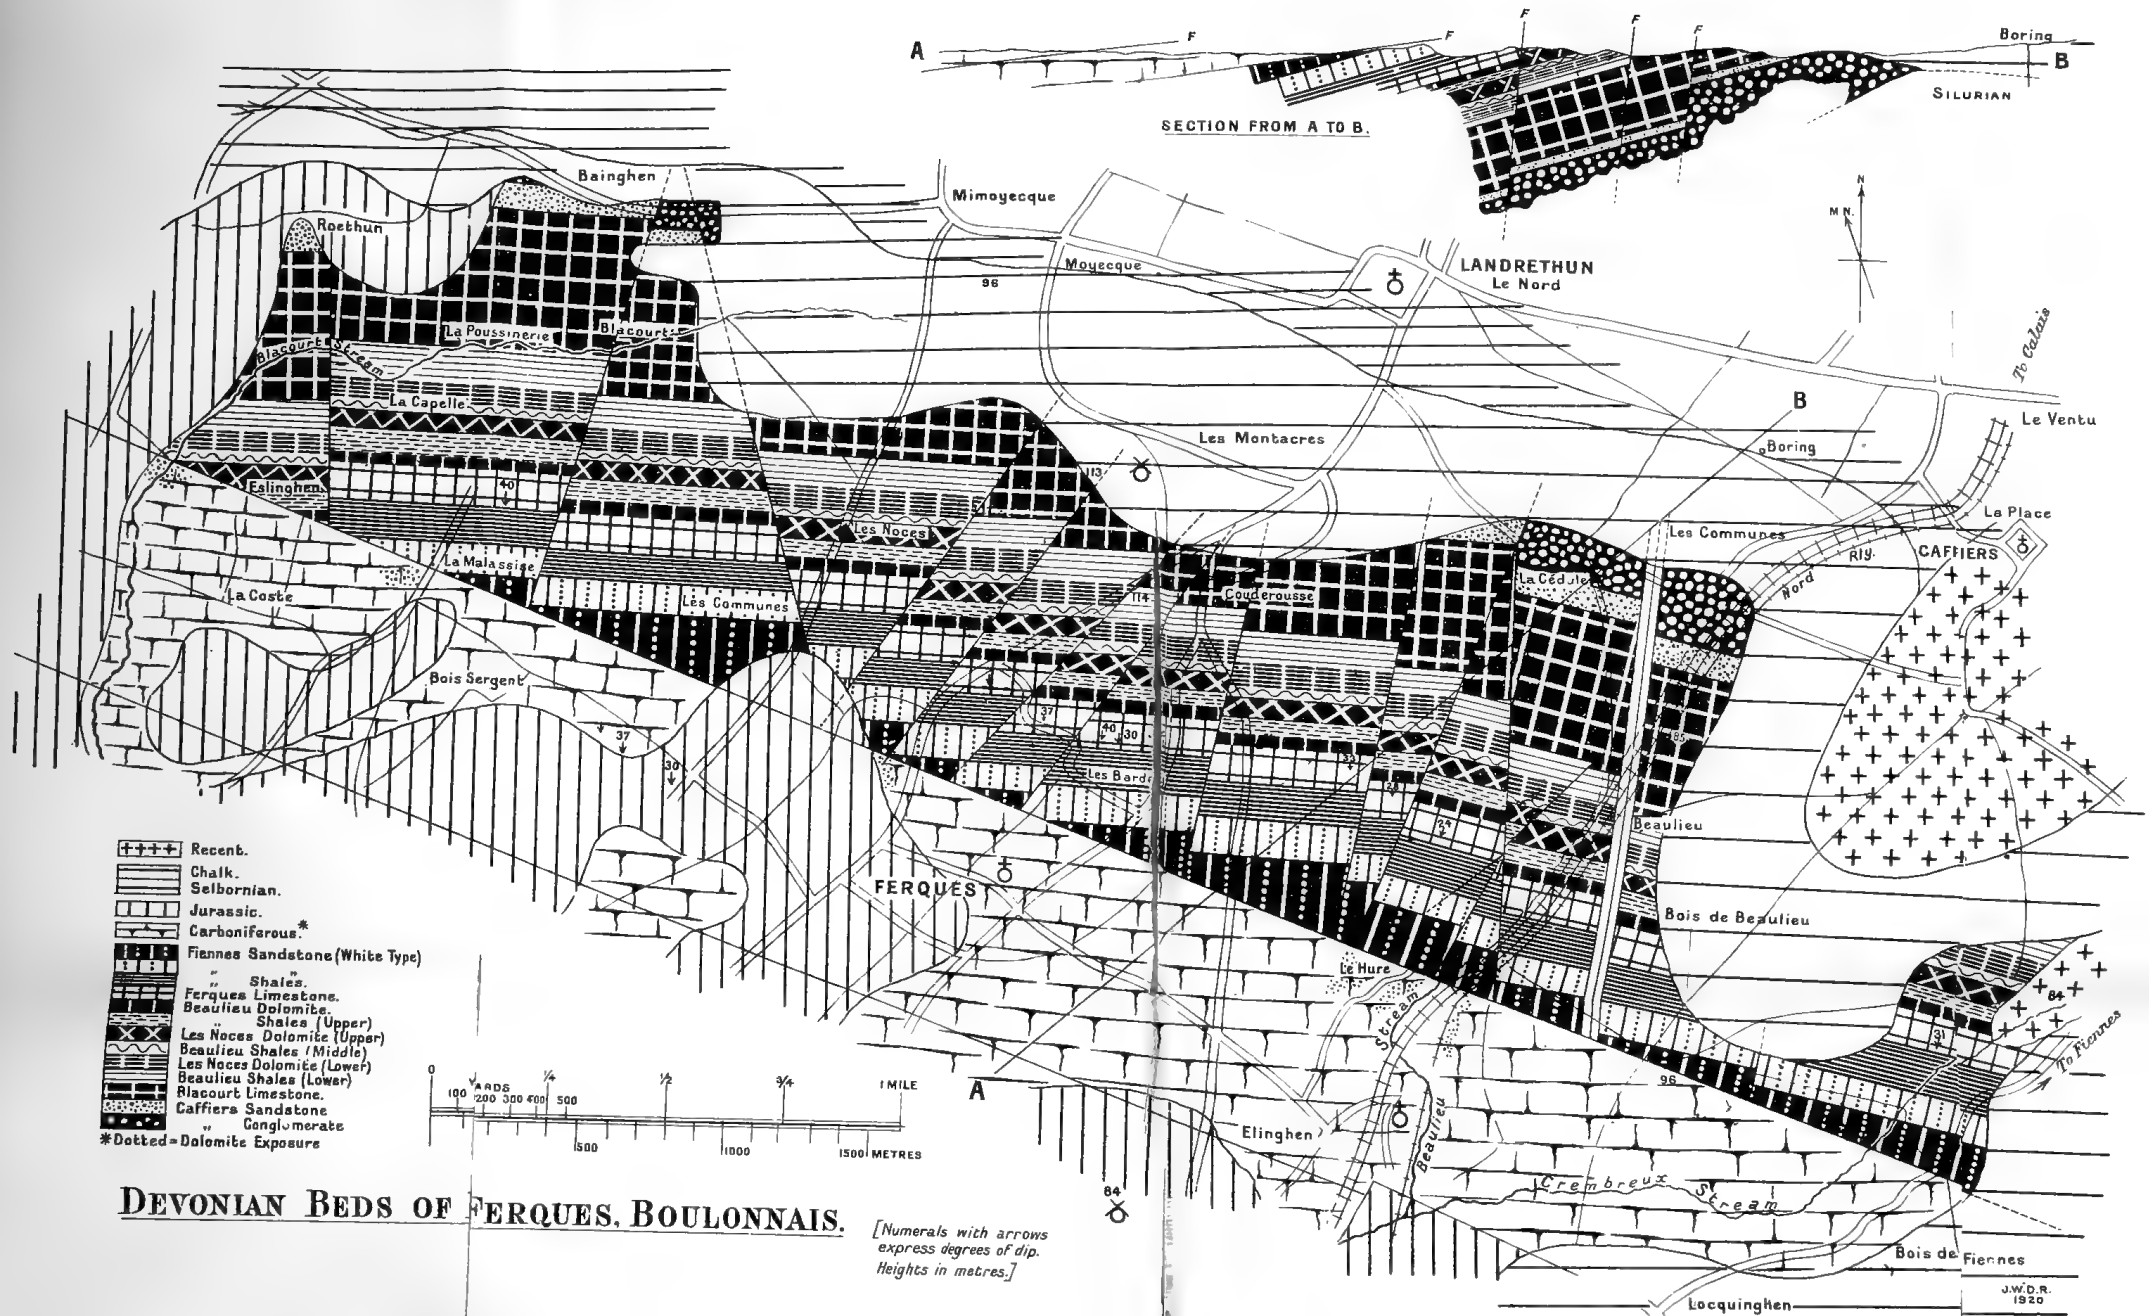 A
F
F
F
F
F
Boring
B
SILURIAN
SECTION FROM A TO B.
N
M N.
Bainghen
Mimoyecque
Roethun
Moyecque
96
LANDRETHUN
Le Nord
To Calais
La Poussinerie
Blacourt
Blacourt Stream
La Capelle
B
Le Ventu
Les Montacres
Boring
113
Eslinghen
40
La Place
Les Noces
Les Communes
CAFFIERS
Nord Rly.
La Malassise
La Cédule
La Coste
Les Communes
114
Couderousse
Bois Sergent
37
37
40
30
85
30
Les Barde
33
28
24
Beaulieu
FERQUES
Bois de Beaulieu
Le Hure
84
31
To Fiennes
Recent.
Chalk.
Selbornian.
Jurassic.
Carboniferous.*
Fiennes Sandstone (White Type)
„ „ Shales.
Ferques Limestone.
Beaulieu Dolomite.
„ Shales (Upper)
Les Noces Dolomite (Upper)
Beaulieu Shales (Middle)
Les Noces Dolomite (Lower)
Beaulieu Shales (Lower)
Blacourt Limestone.
Caffiers Sandstone
„ Conglomerate
*Dotted=Dolomite Exposure
0 1/4 1/2 3/4 1 MILE
YARDS
100 200 300 400 500
500 1000 1500 METRES
A
96
Elinghen
Beaulieu Stream
Crembreux Stream
84
DEVONIAN BEDS OF FERQUES, BOULONNAIS.
[Numerals with arrows
express degrees of dip.
Heights in metres.]
Bois de Fiennes
J.W.D.R.
1920
Locquinghen